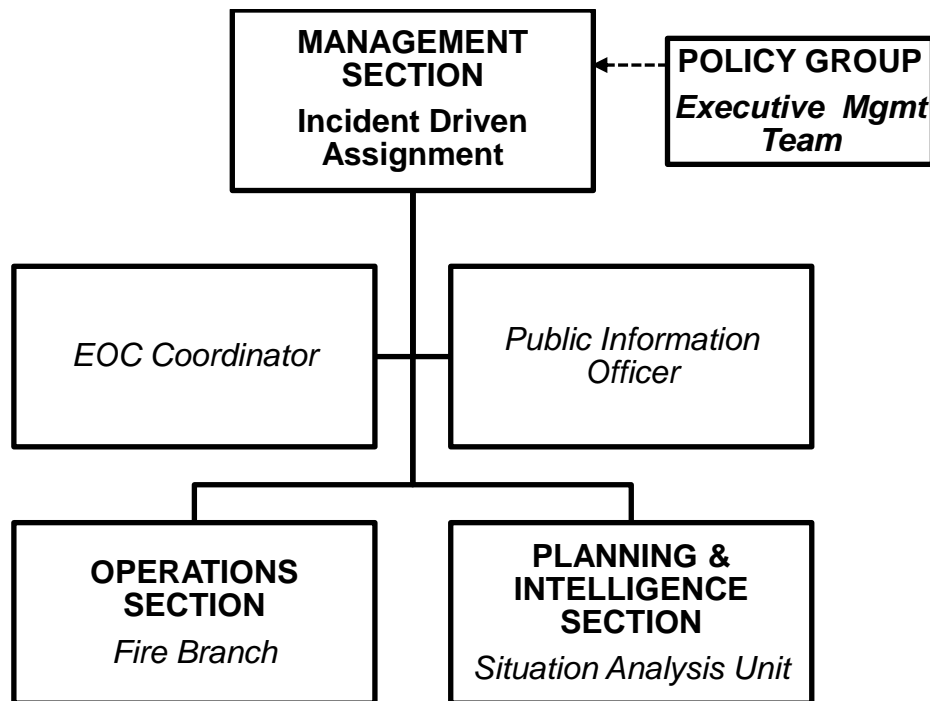 MANAGEMENT
SECTION
Incident Driven
Assignment
POLICY GROUP
Executive Mgmt
Team
EOC Coordinator
Public Information
Officer
OPERATIONS
SECTION
Fire Branch
PLANNING &
INTELLIGENCE
SECTION
Situation Analysis Unit